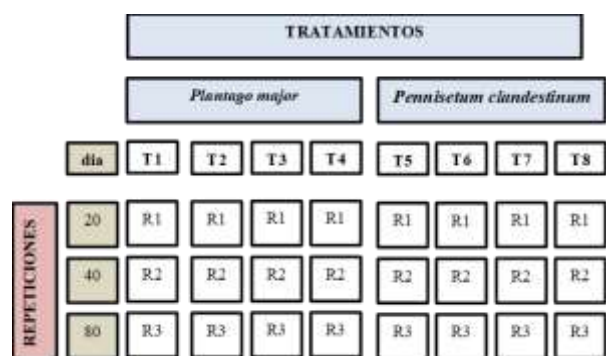 TRATAMIENTOS
Plantago major Pennisetum clandestinum
dia T1 T2 T3 T4 T5 T6 T7 T8
REPETICIONES
20 R1 R1 R1 R1 R1 R1 R1 R1
40 R2 R2 R2 R2 R2 R2 R2 R2
80 R3 R3 R3 R3 R3 R3 R3 R3